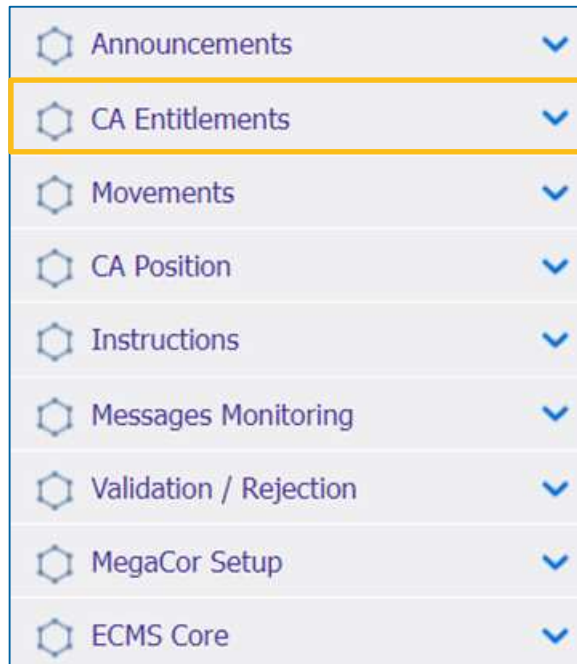 Announcements
CA Entitlements
Movements
CA Position
Instructions
Messages Monitoring
Validation / Rejection
MegaCor Setup
ECMS Core